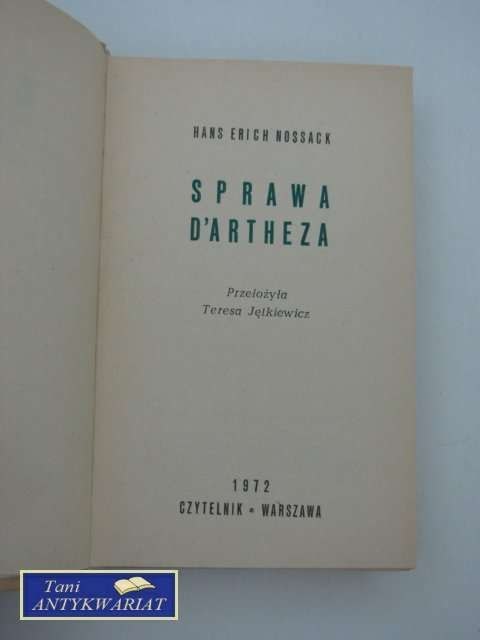 HANS ERICH NOSSACK
SPRAWA
D'ARTHEZA
Przełożyła
Teresa Jętkiewicz
1972
CZYTELNIK • WARSZAWA
Tani
ANTYKWARIAT